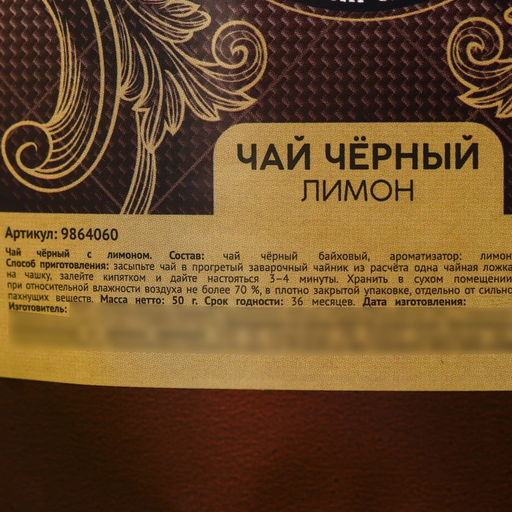 ЧАЙ ЧЁРНЫЙ
ЛИМОН
Артикул: 9864060
Чай чёрный с лимоном. Состав: чай чёрный байховый, ароматизатор: лимон
Способ приготовления: засыпьте чай в прогретый заварочный чайник из расчёта одна чайная ложка
на чашку, залейте кипятком и дайте настояться 3–4 минуты. Хранить в сухом помещении
при относительной влажности воздуха не более 70 %, в плотно закрытой упаковке, отдельно от сильно
пахнущих веществ. Масса нетто: 50 г. Срок годности: 36 месяцев. Дата изготовления:
Изготовитель: